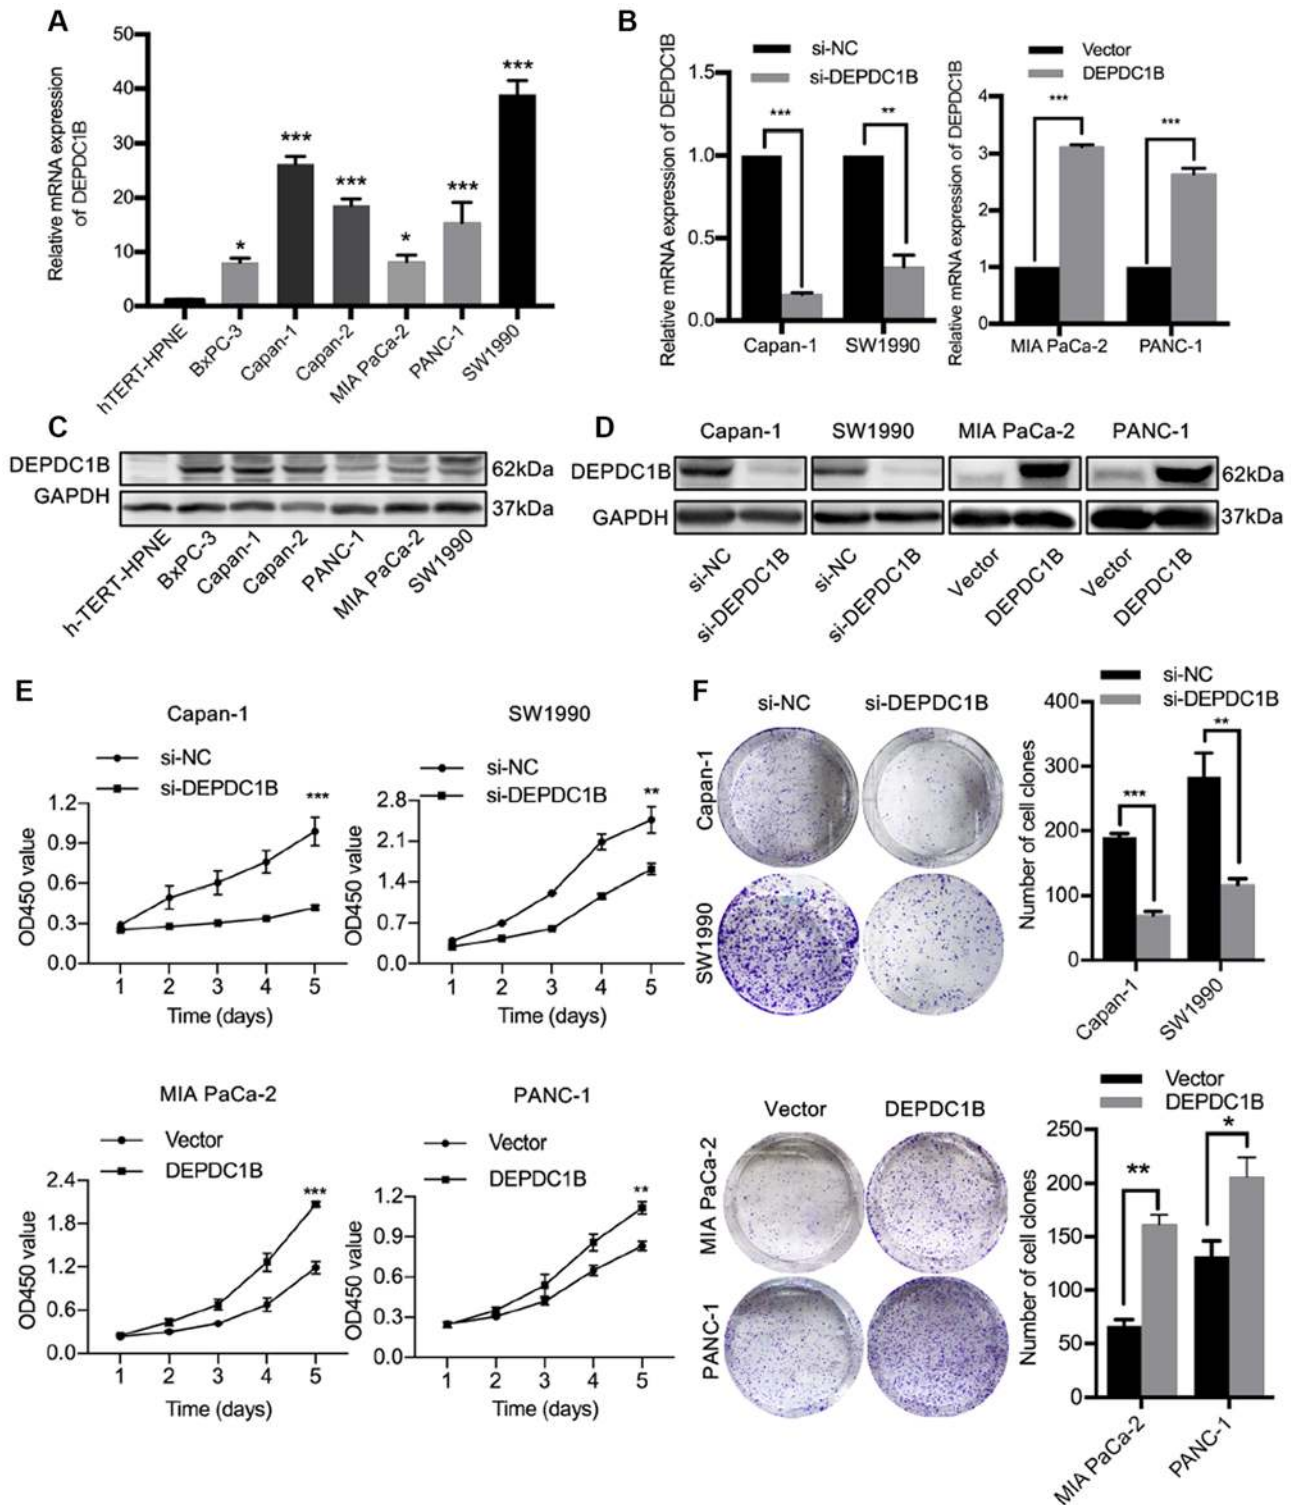 A
Relative mRNA expression
of DEPDC1B
50
40
30
20
10
0
*
***
***
*
***
***
hTERT-HPNE
BxPC-3
Capan-1
Capan-2
MIA PaCa-2
PANC-1
SW1990
B
si-NC
si-DEPDC1B
Relative mRNA expression of DEPDC1B
1.5
1.0
0.5
0.0
***
**
Capan-1
SW1990
Vector
DEPDC1B
Relative mRNA expression of DEPDC1B
4
3
2
1
0
***
***
MIA PaCa-2
PANC-1
C
DEPDC1B
62kDa
GAPDH
37kDa
h-TERT-HPNE
BxPC-3
Capan-1
Capan-2
PANC-1
MIA PaCa-2
SW1990
D
Capan-1
SW1990
MIA PaCa-2
PANC-1
DEPDC1B
62kDa
GAPDH
37kDa
si-NC
si-DEPDC1B
si-NC
si-DEPDC1B
Vector
DEPDC1B
Vector
DEPDC1B
E
Capan-1
si-NC
si-DEPDC1B
***
OD450 value
1.2
0.9
0.6
0.3
0.0
1 2 3 4 5
Time (days)
SW1990
si-NC
si-DEPDC1B
**
OD450 value
2.8
2.1
1.4
0.7
0.0
1 2 3 4 5
Time (days)
MIA PaCa-2
Vector
DEPDC1B
***
OD450 value
2.4
1.8
1.2
0.6
0.0
1 2 3 4 5
Time (days)
PANC-1
Vector
DEPDC1B
**
OD450 value
1.2
0.9
0.6
0.3
0.0
1 2 3 4 5
Time (days)
F
si-NC
si-DEPDC1B
Capan-1
SW1990
si-NC
si-DEPDC1B
Number of cell clones
400
300
200
100
0
***
**
Capan-1
SW1990
Vector
DEPDC1B
MIA PaCa-2
PANC-1
Vector
DEPDC1B
Number of cell clones
250
200
150
100
50
0
**
*
MIA PaCa-2
PANC-1